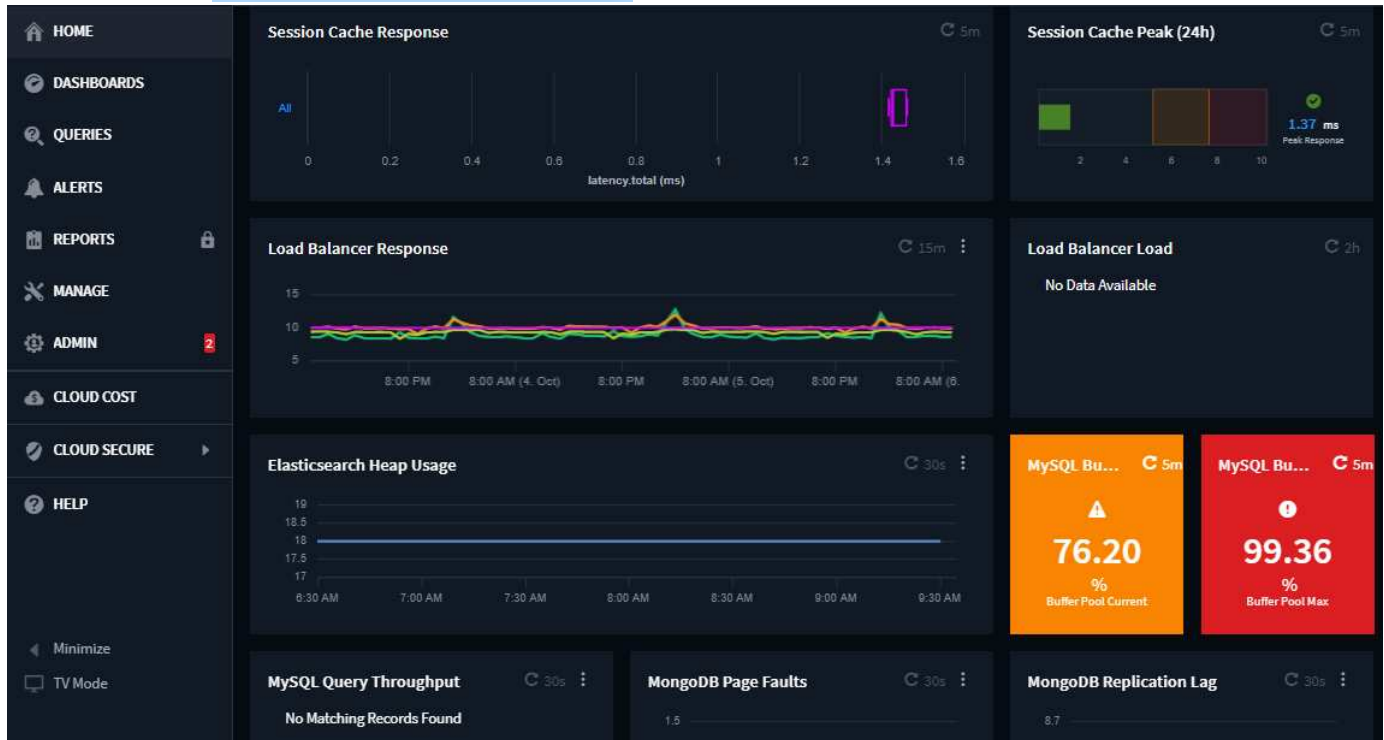 HOME
DASHBOARDS
QUERIES
ALERTS
REPORTS
MANAGE
ADMIN 2
CLOUD COST
CLOUD SECURE
HELP
Minimize
TV Mode
Session Cache Response 5m
All
0 0.2 0.4 0.6 0.8 1 1.2 1.4 1.6
latency.total (ms)
Session Cache Peak (24h) 5m
1.37 ms
Peak Response
2 4 6 8 10
Load Balancer Response 15m
15
10
5
8:00 PM 8:00 AM (4. Oct) 8:00 PM 8:00 AM (5. Oct) 8:00 PM 8:00 AM (6.
Load Balancer Load 2h
No Data Available
Elasticsearch Heap Usage 30s
19
18.5
18
17.5
17
6:30 AM 7:00 AM 7:30 AM 8:00 AM 8:30 AM 9:00 AM 9:30 AM
MySQL Bu... 5m
76.20
%
Buffer Pool Current
MySQL Bu... 5m
99.36
%
Buffer Pool Max
MySQL Query Throughput 30s
No Matching Records Found
MongoDB Page Faults 30s
1.5
MongoDB Replication Lag 30s
8.7